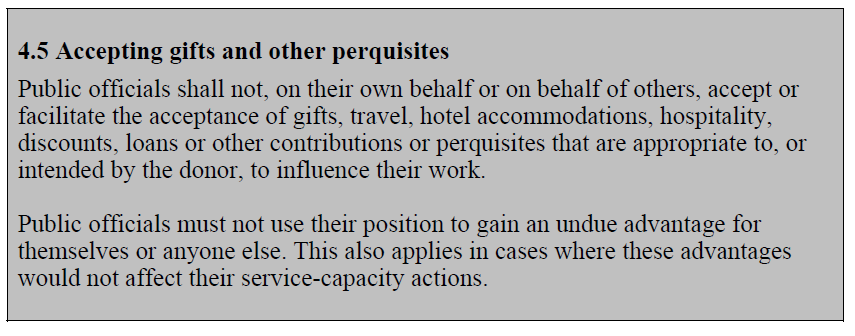 4.5 Accepting gifts and other perquisites
Public officials shall not, on their own behalf or on behalf of others, accept or
facilitate the acceptance of gifts, travel, hotel accommodations, hospitality,
discounts, loans or other contributions or perquisites that are appropriate to, or
intended by the donor, to influence their work.
Public officials must not use their position to gain an undue advantage for
themselves or anyone else. This also applies in cases where these advantages
would not affect their service-capacity actions.